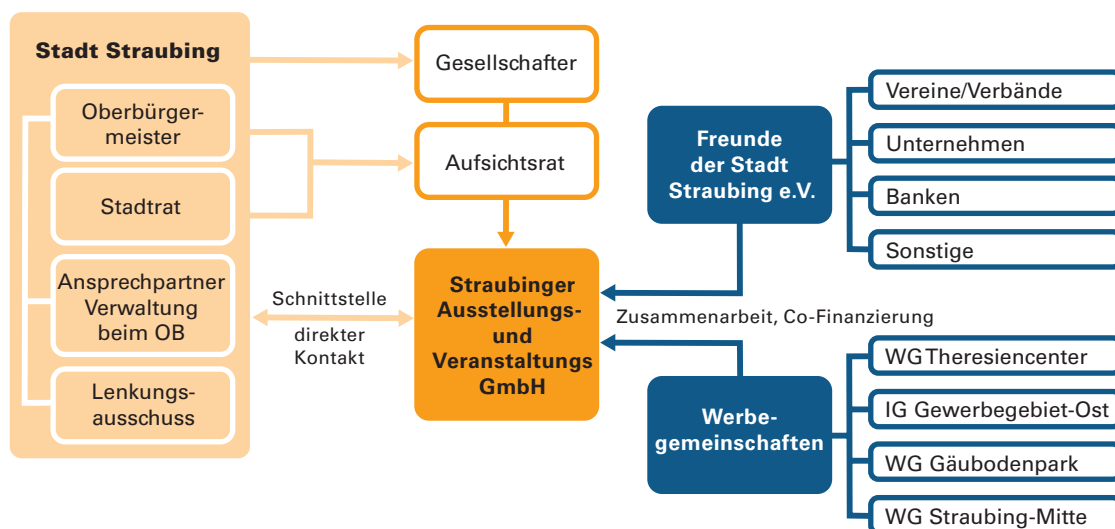 Stadt Straubing
Oberbürger-
meister
Stadtrat
Ansprechpartner
Verwaltung
beim OB
Lenkungs-
ausschuss
Schnittstelle
direkter
Kontakt
Gesellschafter
Aufsichtsrat
Straubinger
Ausstellungs-
und
Veranstaltungs
GmbH
Freunde
der Stadt
Straubing e.V.
Zusammenarbeit, Co-Finanzierung
Werbe-
gemeinschaften
Vereine/Verbände
Unternehmen
Banken
Sonstige
WG Theresiencenter
IG Gewerbegebiet-Ost
WG Gäubodenpark
WG Straubing-Mitte